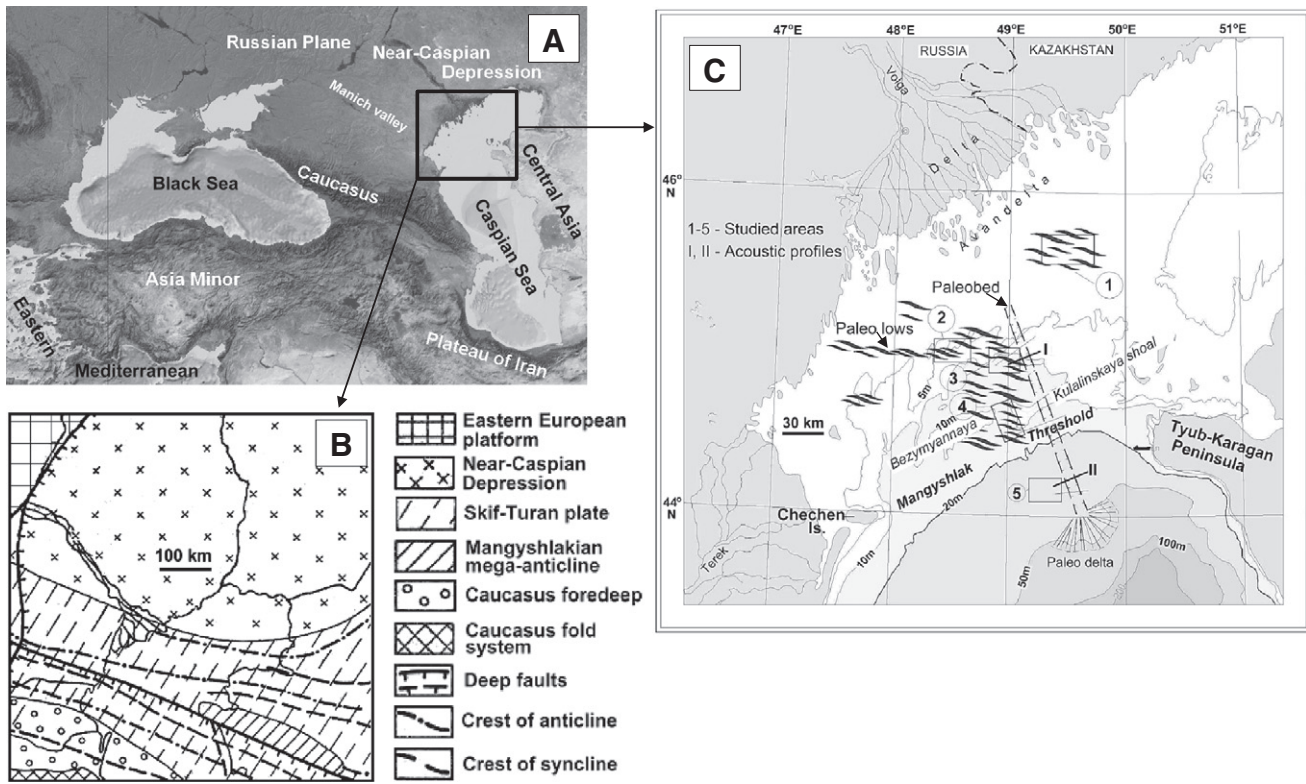 A
Russian Plane
Near-Caspian
Depression
Manich valley
Black Sea
Caucasus
Central Asia
Caspian Sea
Asia Minor
Eastern
Mediterranean
Plateau of Iran
B
100 km
Eastern European
platform
Near-Caspian
Depression
Skif-Turan plate
Mangyshlakian
mega-anticline
Caucasus foredeep
Caucasus fold
system
Deep faults
Crest of anticline
Crest of syncline
C
47°E
48°E
49°E
50°E
51°E
RUSSIA
KAZAKHSTAN
Volga
Delta
46°
N
Avandelta
1-5 - Studied areas
I, II - Acoustic profiles
1
Paleobed
2
Paleo lows
I
3
5m
Kulalinskaya shoal
4
30 km
10m
Bezymyannaya
Threshold
Tyub-Karagan
Peninsula
Mangyshlak
II
5
20m
44°
N
Chechen
Is.
Terek
10m
50m
Paleo delta
100m